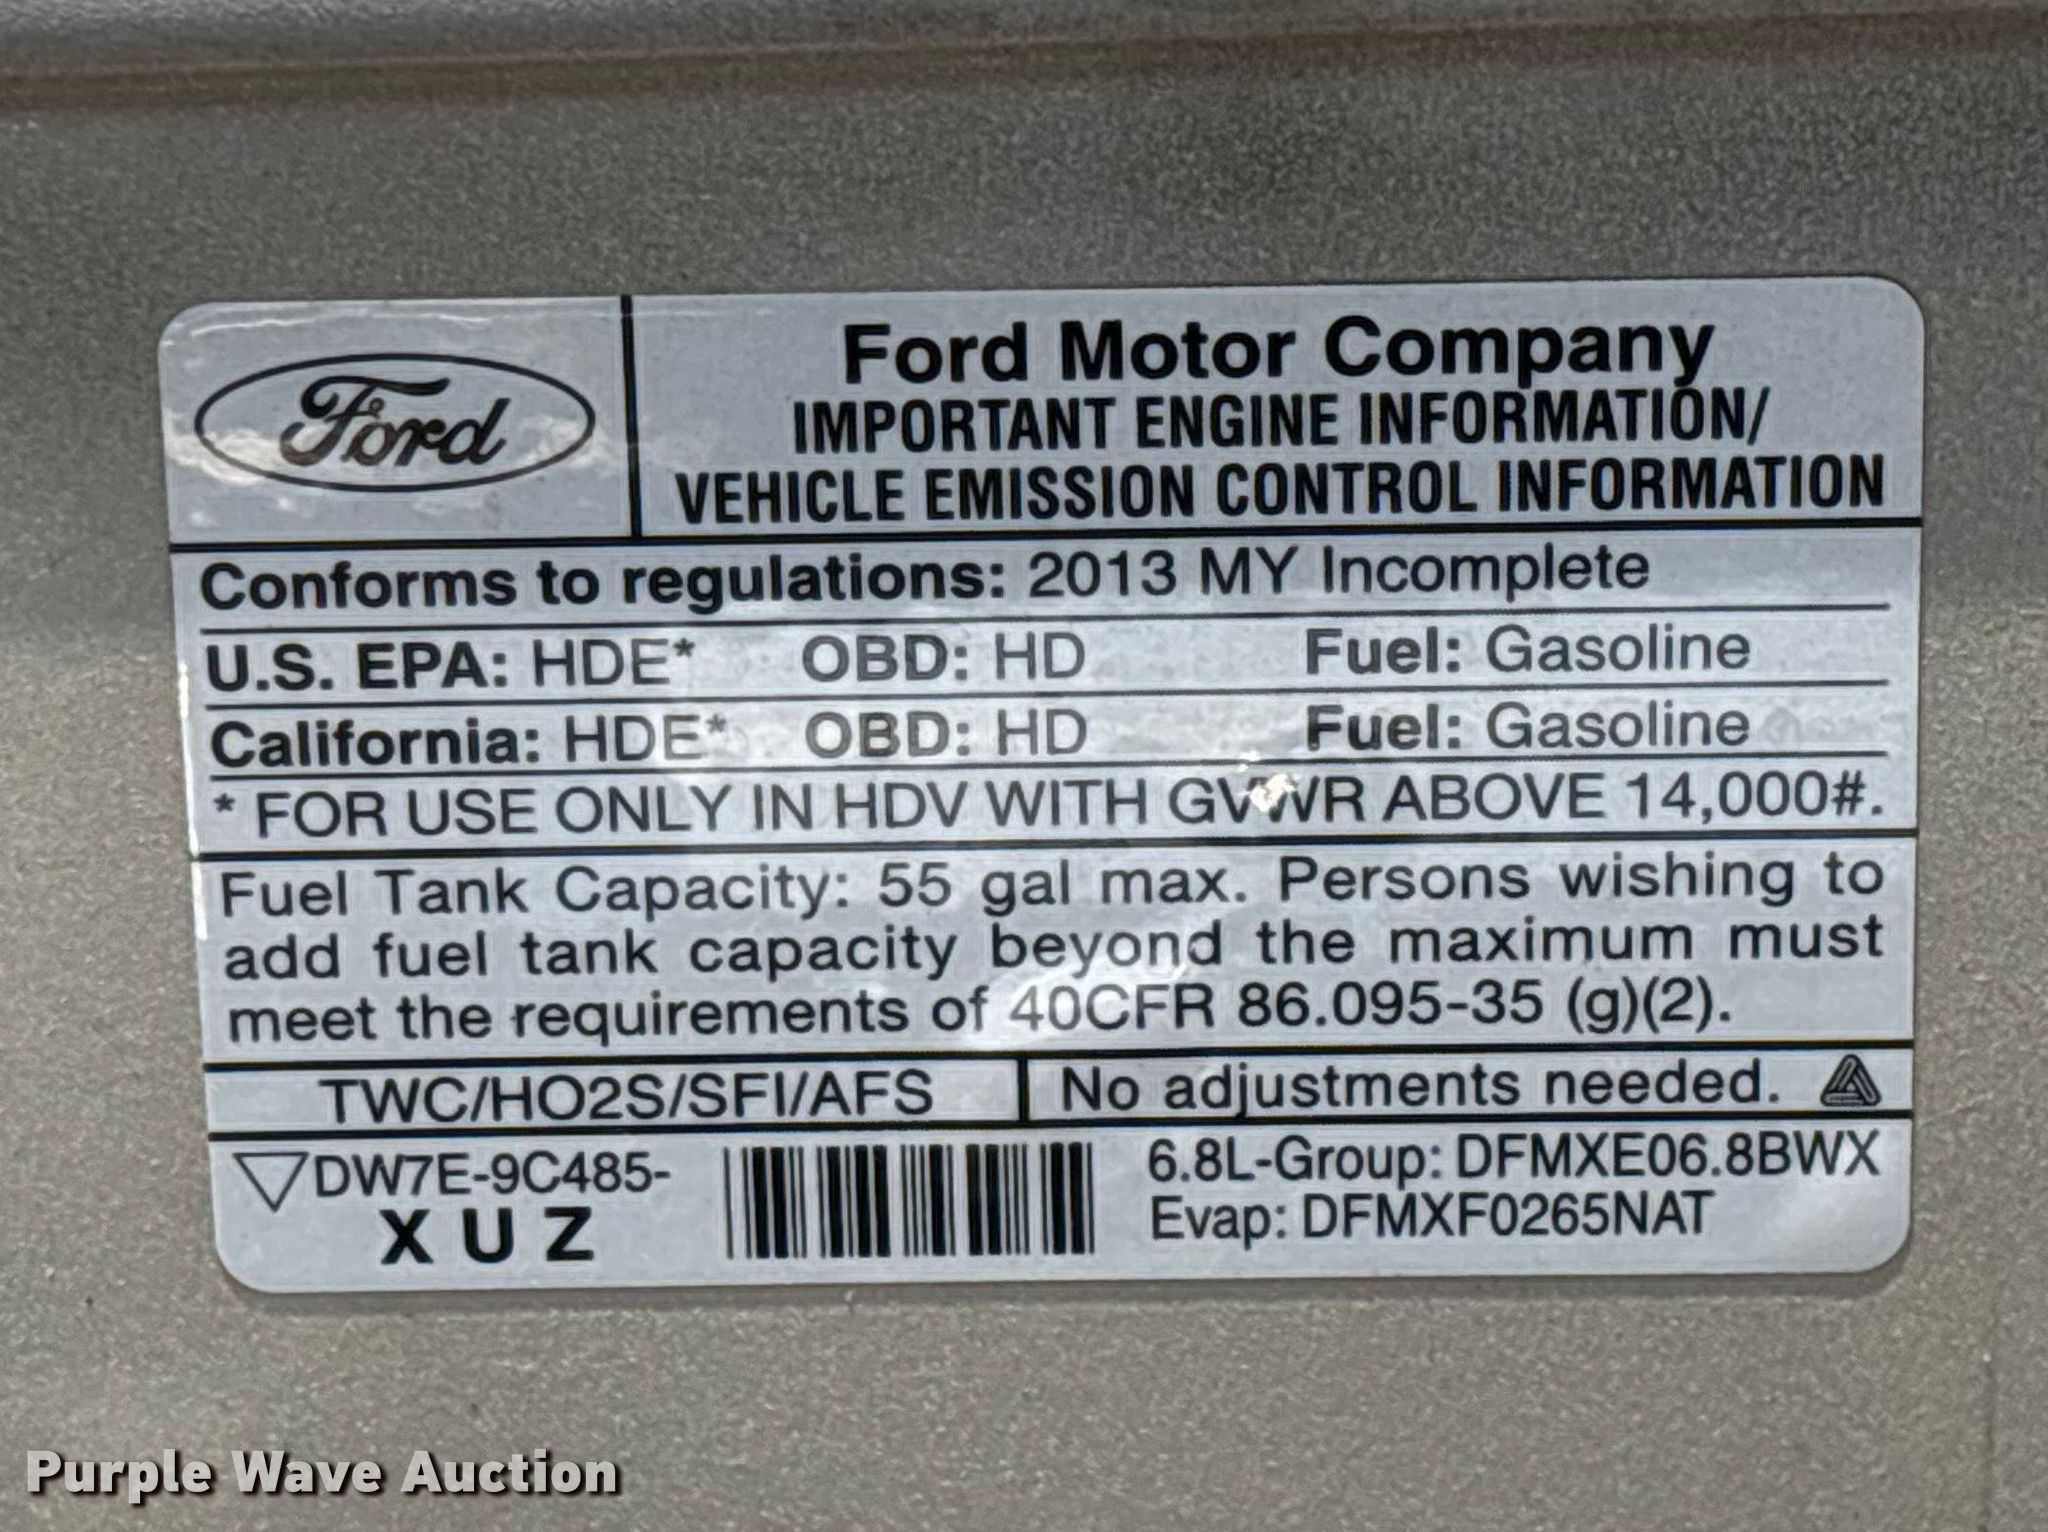 Ford
Ford Motor Company
IMPORTANT ENGINE INFORMATION/
VEHICLE EMISSION CONTROL INFORMATION
Conforms to regulations: 2013 MY Incomplete
U.S. EPA: HDE* OBD: HD Fuel: Gasoline
California: HDE* OBD: HD Fuel: Gasoline
* FOR USE ONLY IN HDV WITH GVWR ABOVE 14,000#.
Fuel Tank Capacity: 55 gal max. Persons wishing to
add fuel tank capacity beyond the maximum must
meet the requirements of 40CFR 86.095-35 (g)(2).
TWC/HO2S/SFI/AFS No adjustments needed.
DW7E-9C485-
X U Z
6.8L-Group: DFMXE06.8BWX
Evap: DFMXF0265NAT
Purple Wave Auction